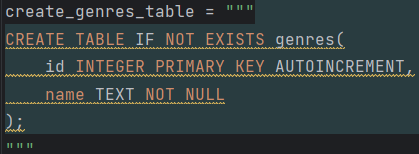 create_genres_table = """
CREATE TABLE IF NOT EXISTS genres(
    id INTEGER PRIMARY KEY AUTOINCREMENT,
    name TEXT NOT NULL
);
"""